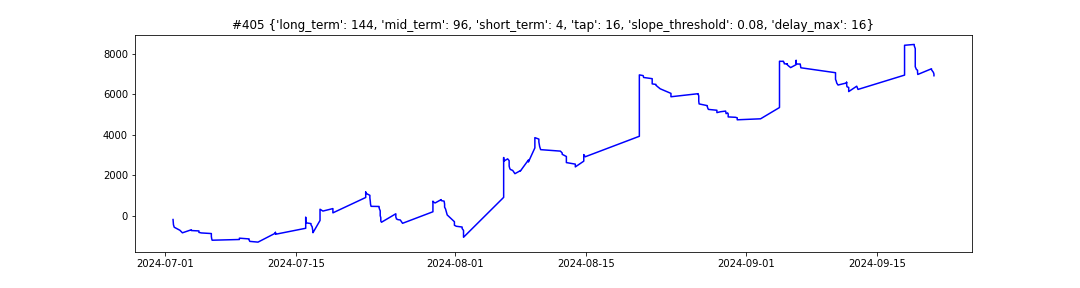 #405 {'long_term': 144, 'mid_term': 96, 'short_term': 4, 'tap': 16, 'slope_threshold': 0.08, 'delay_max': 16}
8000
6000
4000
2000
0
2024-07-01 2024-07-15 2024-08-01 2024-08-15 2024-09-01 2024-09-15